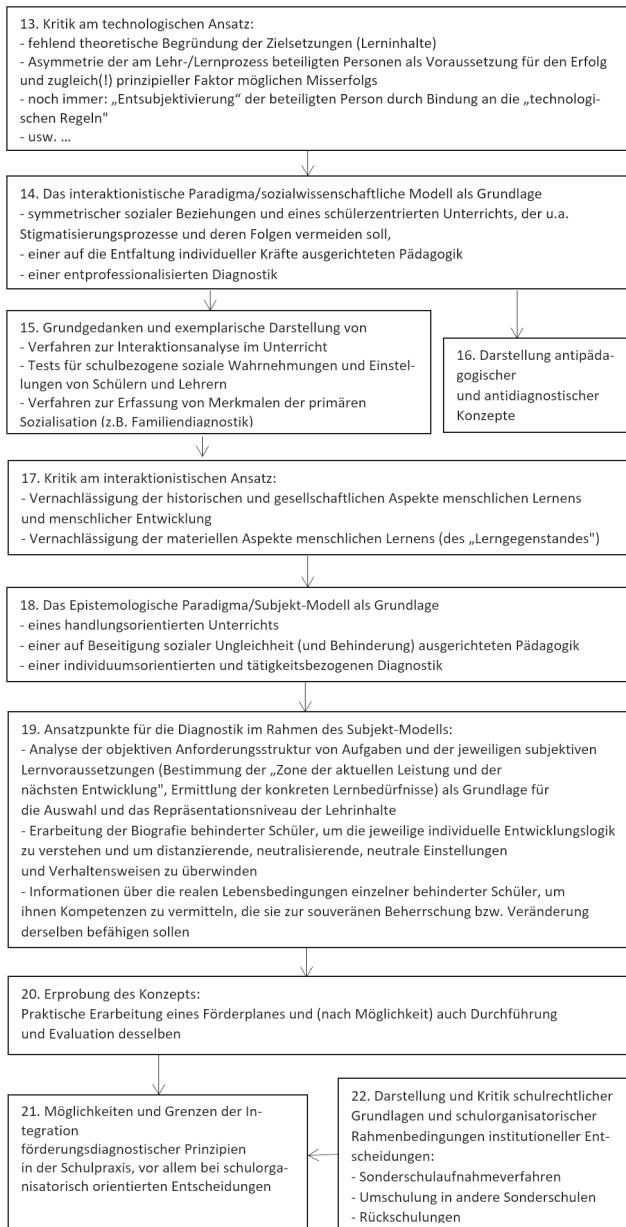 13. Kritik am technologischen Ansatz:
- fehlend theoretische Begründung der Zielsetzungen (Lerninhalte)
- Asymmetrie der am Lehr-/Lernprozess beteiligten Personen als Voraussetzung für den Erfolg
und zugleich(!) prinzipieller Faktor möglichen Misserfolgs
- noch immer: „Entsubjektivierung“ der beteiligten Person durch Bindung an die „technologi-
schen Regeln"
- usw. ...
14. Das interaktionistische Paradigma/sozialwissenschaftliche Modell als Grundlage
- symmetrischer sozialer Beziehungen und eines schülerzentrierten Unterrichts, der u.a.
Stigmatisierungsprozesse und deren Folgen vermeiden soll,
- einer auf die Entfaltung individueller Kräfte ausgerichteten Pädagogik
- einer entprofessionalisierten Diagnostik
15. Grundgedanken und exemplarische Darstellung von
- Verfahren zur Interaktionsanalyse im Unterricht
- Tests für schulbezogene soziale Wahrnehmungen und Einstel-
lungen von Schülern und Lehrern
- Verfahren zur Erfassung von Merkmalen der primären
Sozialisation (z.B. Familiendiagnostik)
16. Darstellung antipäda-
gogischer
und antidiagnostischer
Konzepte
17. Kritik am interaktionistischen Ansatz:
- Vernachlässigung der historischen und gesellschaftlichen Aspekte menschlichen Lernens
und menschlicher Entwicklung
- Vernachlässigung der materiellen Aspekte menschlichen Lernens (des „Lerngegenstandes")
18. Das Epistemologische Paradigma/Subjekt-Modell als Grundlage
- eines handlungsorientierten Unterrichts
- einer auf Beseitigung sozialer Ungleichheit (und Behinderung) ausgerichteten Pädagogik
- einer individuumsorientierten und tätigkeitsbezogenen Diagnostik
19. Ansatzpunkte für die Diagnostik im Rahmen des Subjekt-Modells:
- Analyse der objektiven Anforderungsstruktur von Aufgaben und der jeweiligen subjektiven
Lernvoraussetzungen (Bestimmung der „Zone der aktuellen Leistung und der
nächsten Entwicklung", Ermittlung der konkreten Lernbedürfnisse) als Grundlage für
die Auswahl und das Repräsentationsniveau der Lehrinhalte
- Erarbeitung der Biografie behinderter Schüler, um die jeweilige individuelle Entwicklungslogik
zu verstehen und um distanzierende, neutralisierende, neutrale Einstellungen
und Verhaltensweisen zu überwinden
- Informationen über die realen Lebensbedingungen einzelner behinderter Schüler, um
ihnen Kompetenzen zu vermitteln, die sie zur souveränen Beherrschung bzw. Veränderung
derselben befähigen sollen
20. Erprobung des Konzepts:
Praktische Erarbeitung eines Förderplanes und (nach Möglichkeit) auch Durchführung
und Evaluation desselben
21. Möglichkeiten und Grenzen der In-
tegration
förderungsdiagnostischer Prinzipien
in der Schulpraxis, vor allem bei schulorga-
nisatorisch orientierten Entscheidungen
22. Darstellung und Kritik schulrechtlicher
Grundlagen und schulorganisatorischer
Rahmenbedingungen institutioneller Ent-
scheidungen:
- Sonderschulaufnahmeverfahren
- Umschulung in andere Sonderschulen
- Rückschulungen